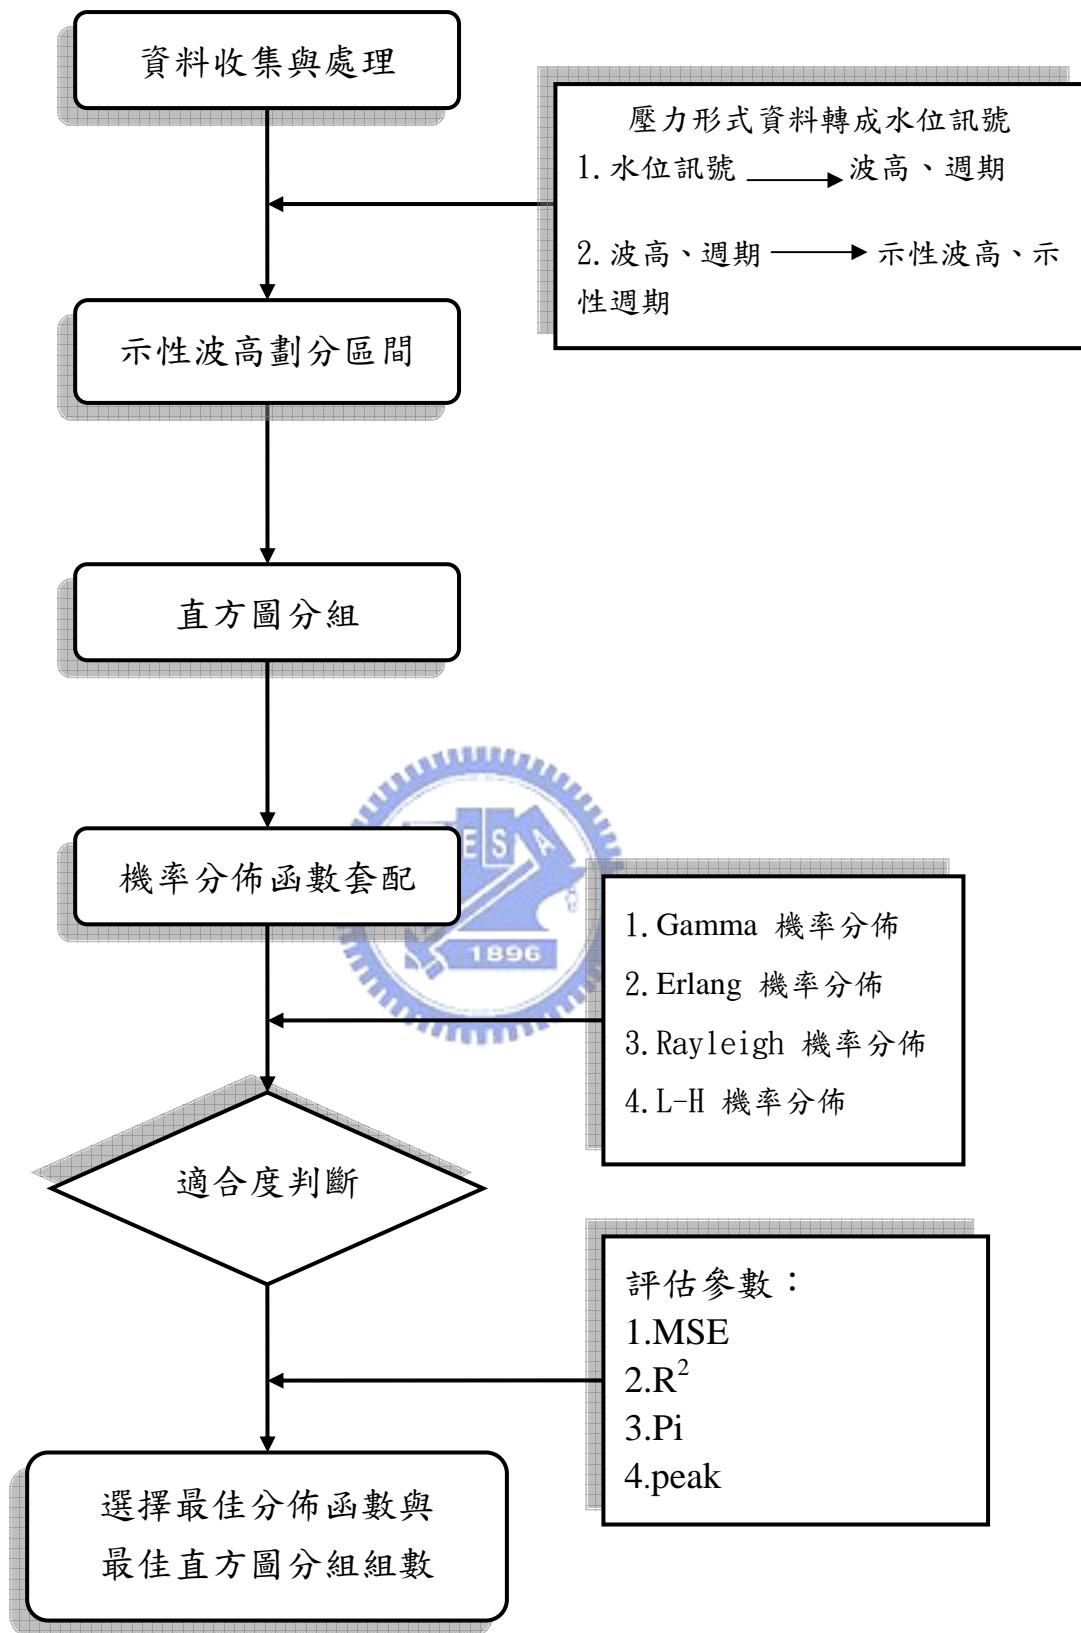 資料收集與處理
壓力形式資料轉成水位訊號
1.水位訊號 波高、週期
2.波高、週期 示性波高、示
性週期
示性波高劃分區間
直方圖分組
機率分佈函數套配
E S A
1896
1.Gamma 機率分佈
2.Erlang 機率分佈
3.Rayleigh 機率分佈
4.L-H 機率分佈
適合度判斷
評估參數：
1.MSE
2.R²
3.Pi
4.peak
選擇最佳分佈函數與
最佳直方圖分組組數